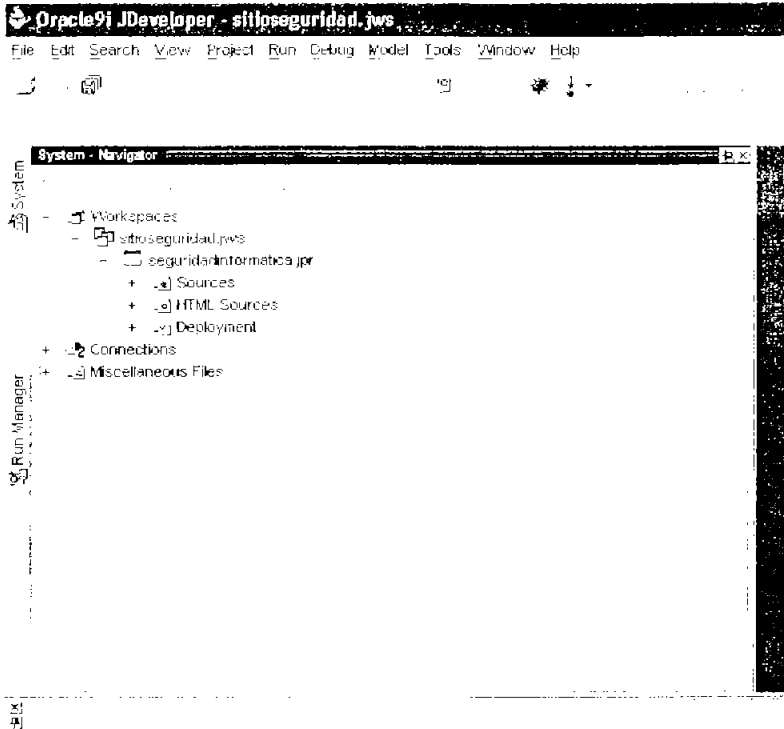 Oracle9i JDeveloper - sitioseguridad.jws
File Edit Search View Project Run Debug Model Tools Window Help
System - Navigator
System
- Workspaces
- sitioseguridad.jws
- seguridadinformatica.jpr
+ Sources
+ HTML Sources
+ Deployment
+ Connections
+ Miscellaneous Files
Run Manager